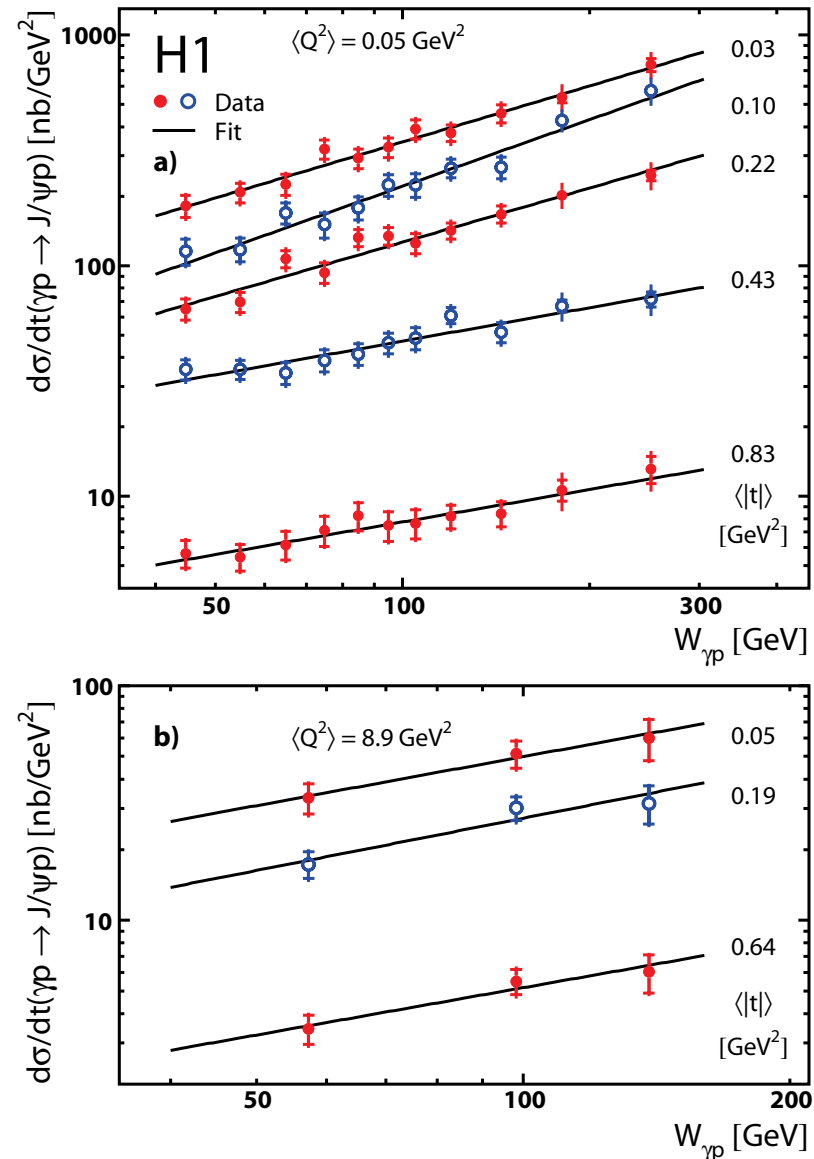 H1
⟨Q²⟩ = 0.05 GeV²
Data
Fit
a)
dσ/dt(γp → J/ψp) [nb/GeV²]
1000
100
10
0.03
0.10
0.22
0.43
0.83
⟨|t|⟩
[GeV²]
50
100
300
W_γp [GeV]
b)
⟨Q²⟩ = 8.9 GeV²
dσ/dt(γp → J/ψp) [nb/GeV²]
100
10
0.05
0.19
0.64
⟨|t|⟩
[GeV²]
50
100
200
W_γp [GeV]